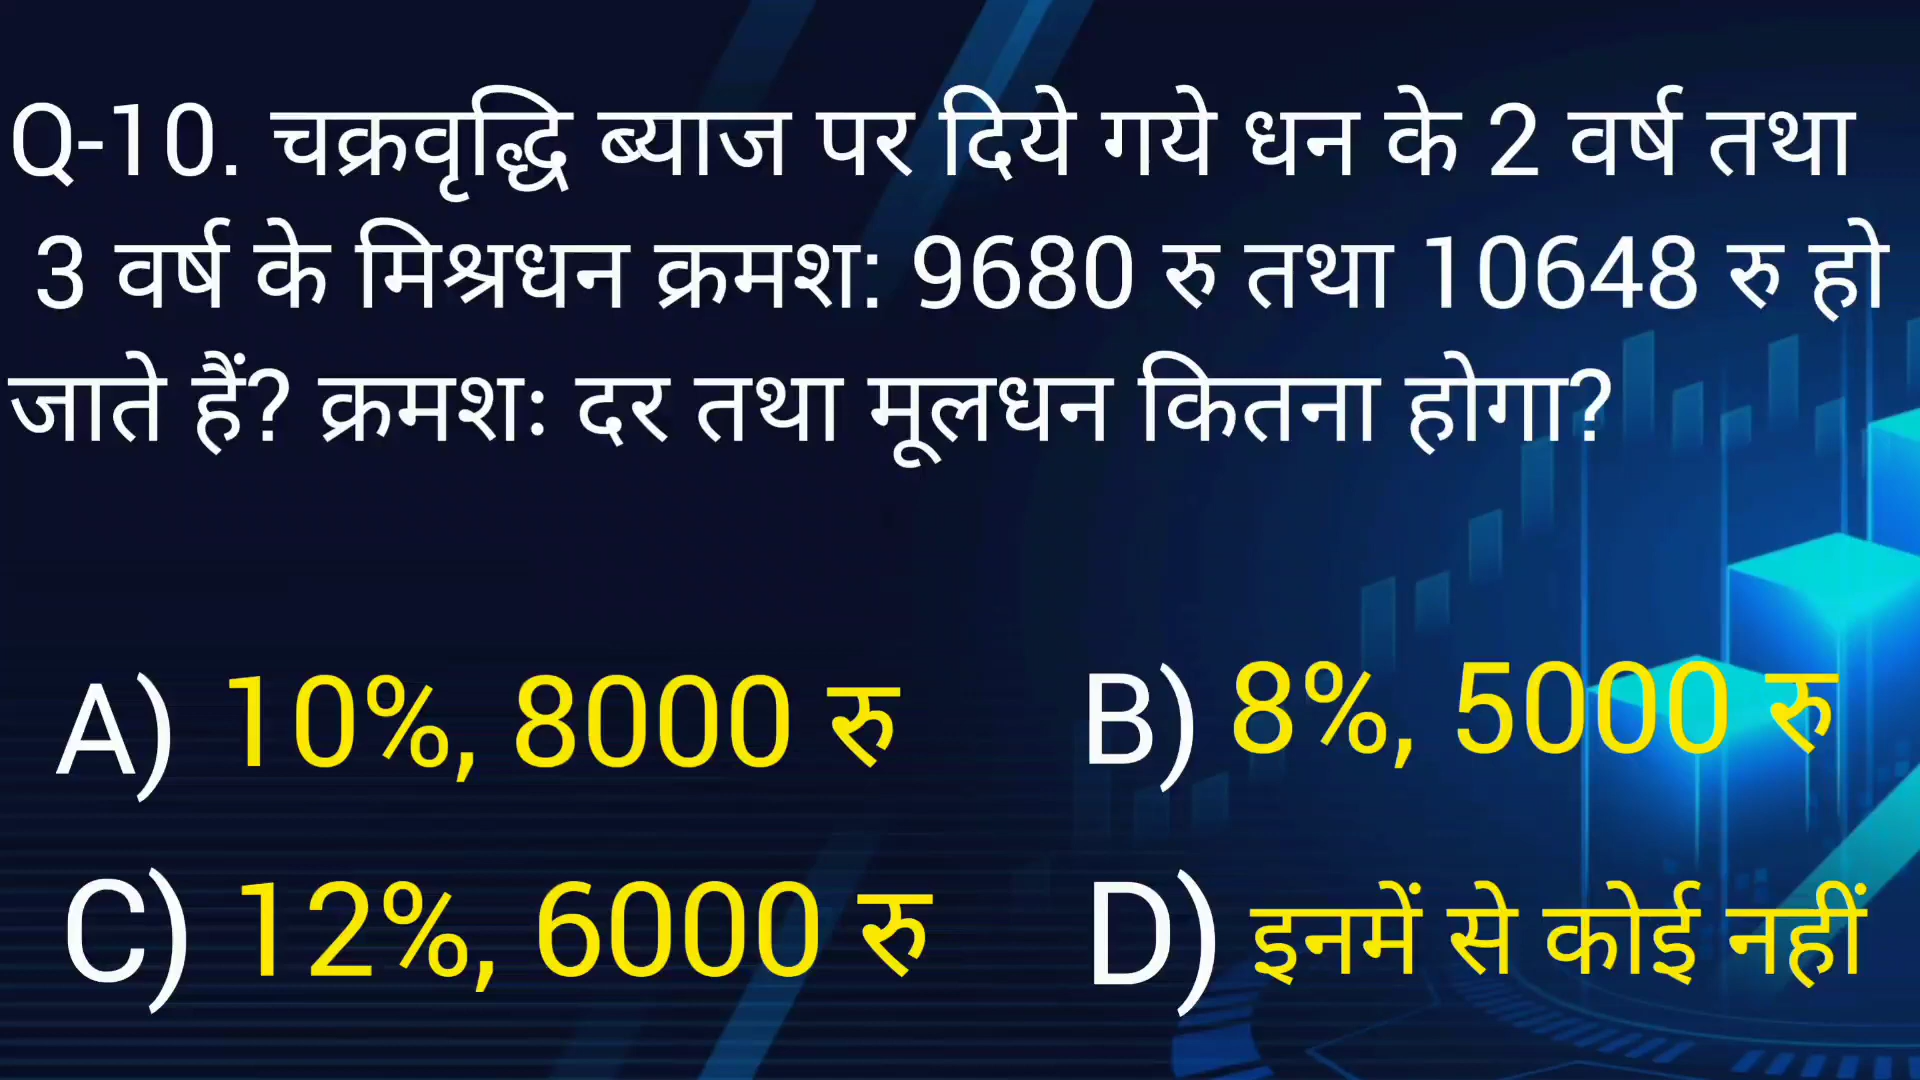 Q-10. चक्रवृद्धि ब्याज पर दिये गये धन के 2 वर्ष तथा
3 वर्ष के मिश्रधन क्रमश: 9680 रु तथा 10648 रु हो
जाते हैं? क्रमशः दर तथा मूलधन कितना होगा?
A) 10%, 8000 रु
B) 8%, 5000 रु
C) 12%, 6000 रु
D) इनमें से कोई नहीं